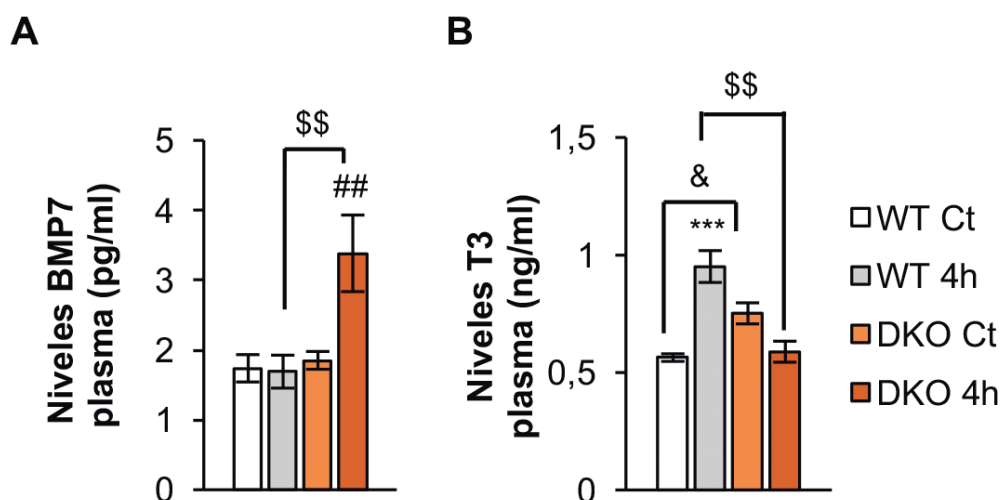 A
Niveles BMP7
plasma (pg/ml)
5
4
3
2
1
0
$$
##
B
Niveles T3
plasma (ng/ml)
1,5
1
0,5
0
$$
&
***
WT Ct
WT 4h
DKO Ct
DKO 4h